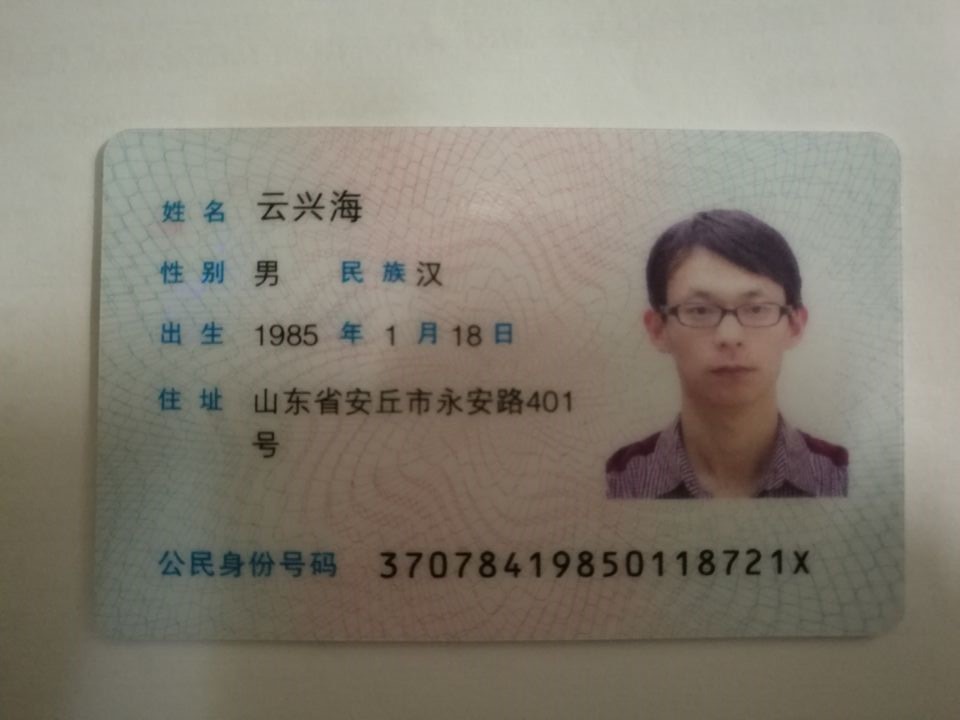 姓名 云兴海
性别 男 民族 汉
出生 1985 年 1 月 18 日
住址 山东省安丘市永安路401
号
公民身份号码 37078419850118721X